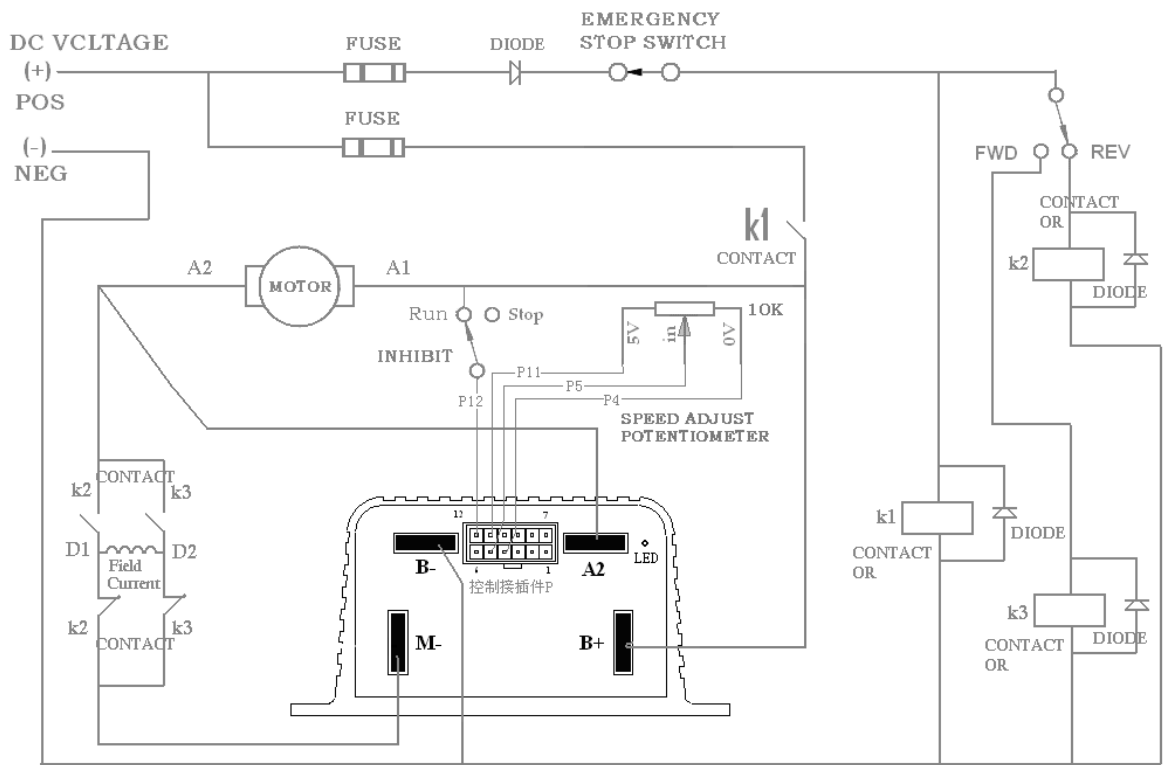 EMERGENCY
STOP SWITCH
DC VCLTAGE
FUSE
DIODE
(+)
POS
FUSE
(-)
NEG
FWD
REV
CONTACT
OR
k1
CONTACT
k2
DIODE
A2
A1
MOTOR
Run
Stop
10K
5V
in
0V
INHIBIT
P11
P5
P12
P4
SPEED ADJUST
POTENTIOMETER
CONTACT
k2
k3
D1
D2
Field
Current
k2
k3
CONTACT
12
7
B-
A2
LED
6
1
控制接插件P
M-
B+
k1
DIODE
CONTACT
OR
k3
DIODE
CONTACT
OR